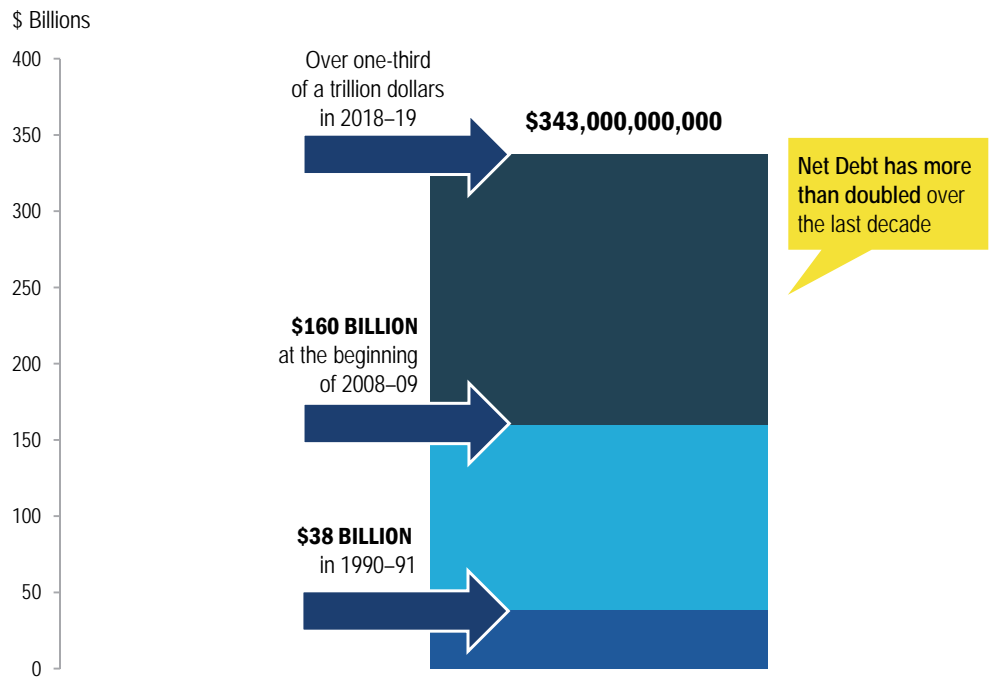 $ Billions
400
350
300
250
200
150
100
50
0
Over one-third
of a trillion dollars
in 2018–19
$343,000,000,000
Net Debt has more
than doubled over
the last decade
$160 BILLION
at the beginning
of 2008–09
$38 BILLION
in 1990–91